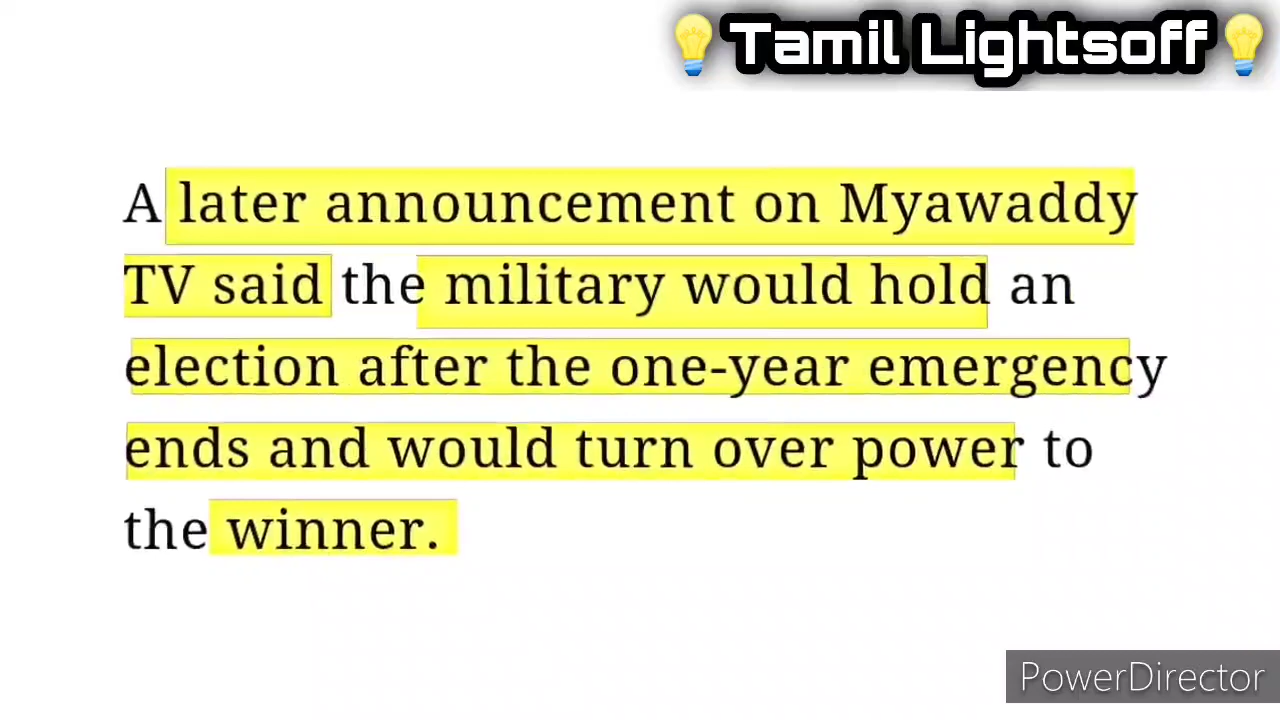 Tamil Lightsoff
A later announcement on Myawaddy
TV said the military would hold an
election after the one-year emergency
ends and would turn over power to
the winner.
PowerDirector